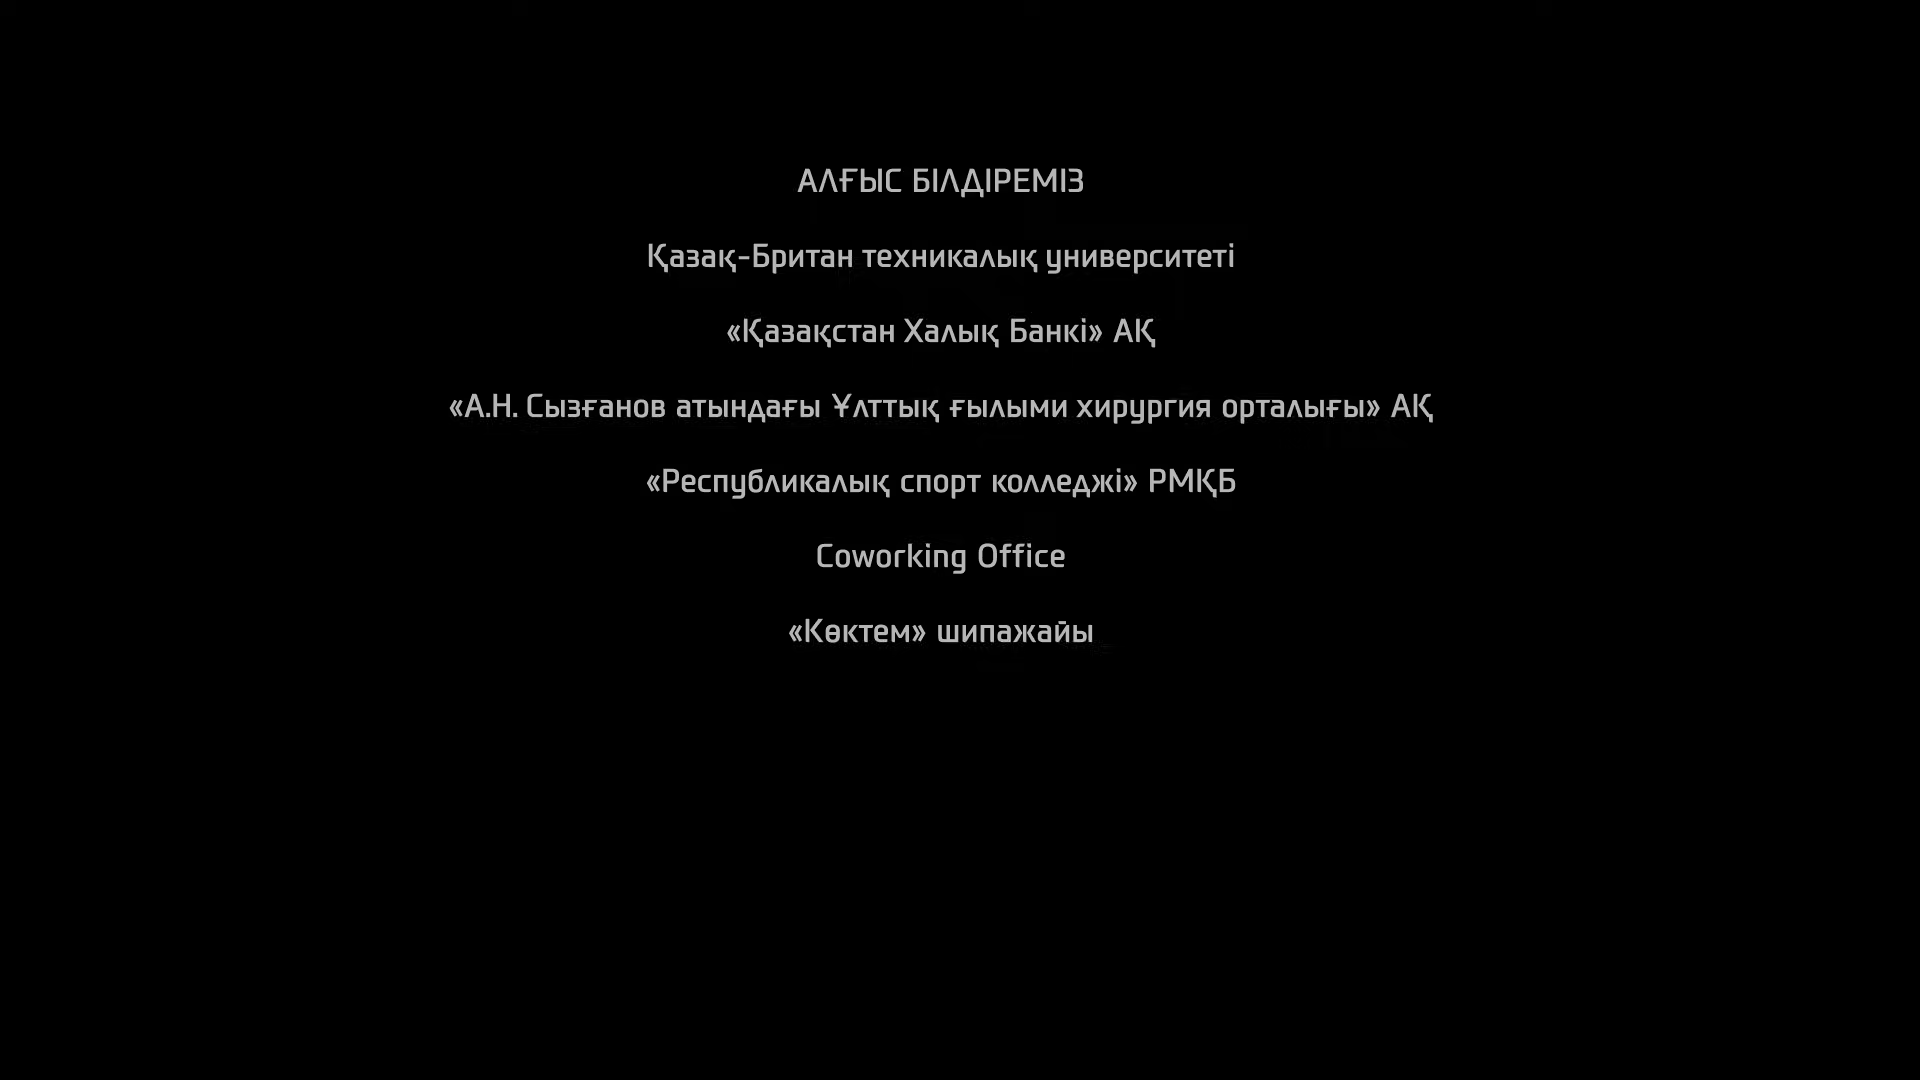 АЛҒЫС БІЛДІРЕМІЗ
Қазақ-Британ техникалық университеті
«Қазақстан Халық Банкі» АҚ
«А.Н. Сызғанов атындағы Ұлттық ғылыми хирургия орталығы» АҚ
«Республикалық спорт колледжі» РМҚБ
Coworking Office
«Көктем» шипажайы